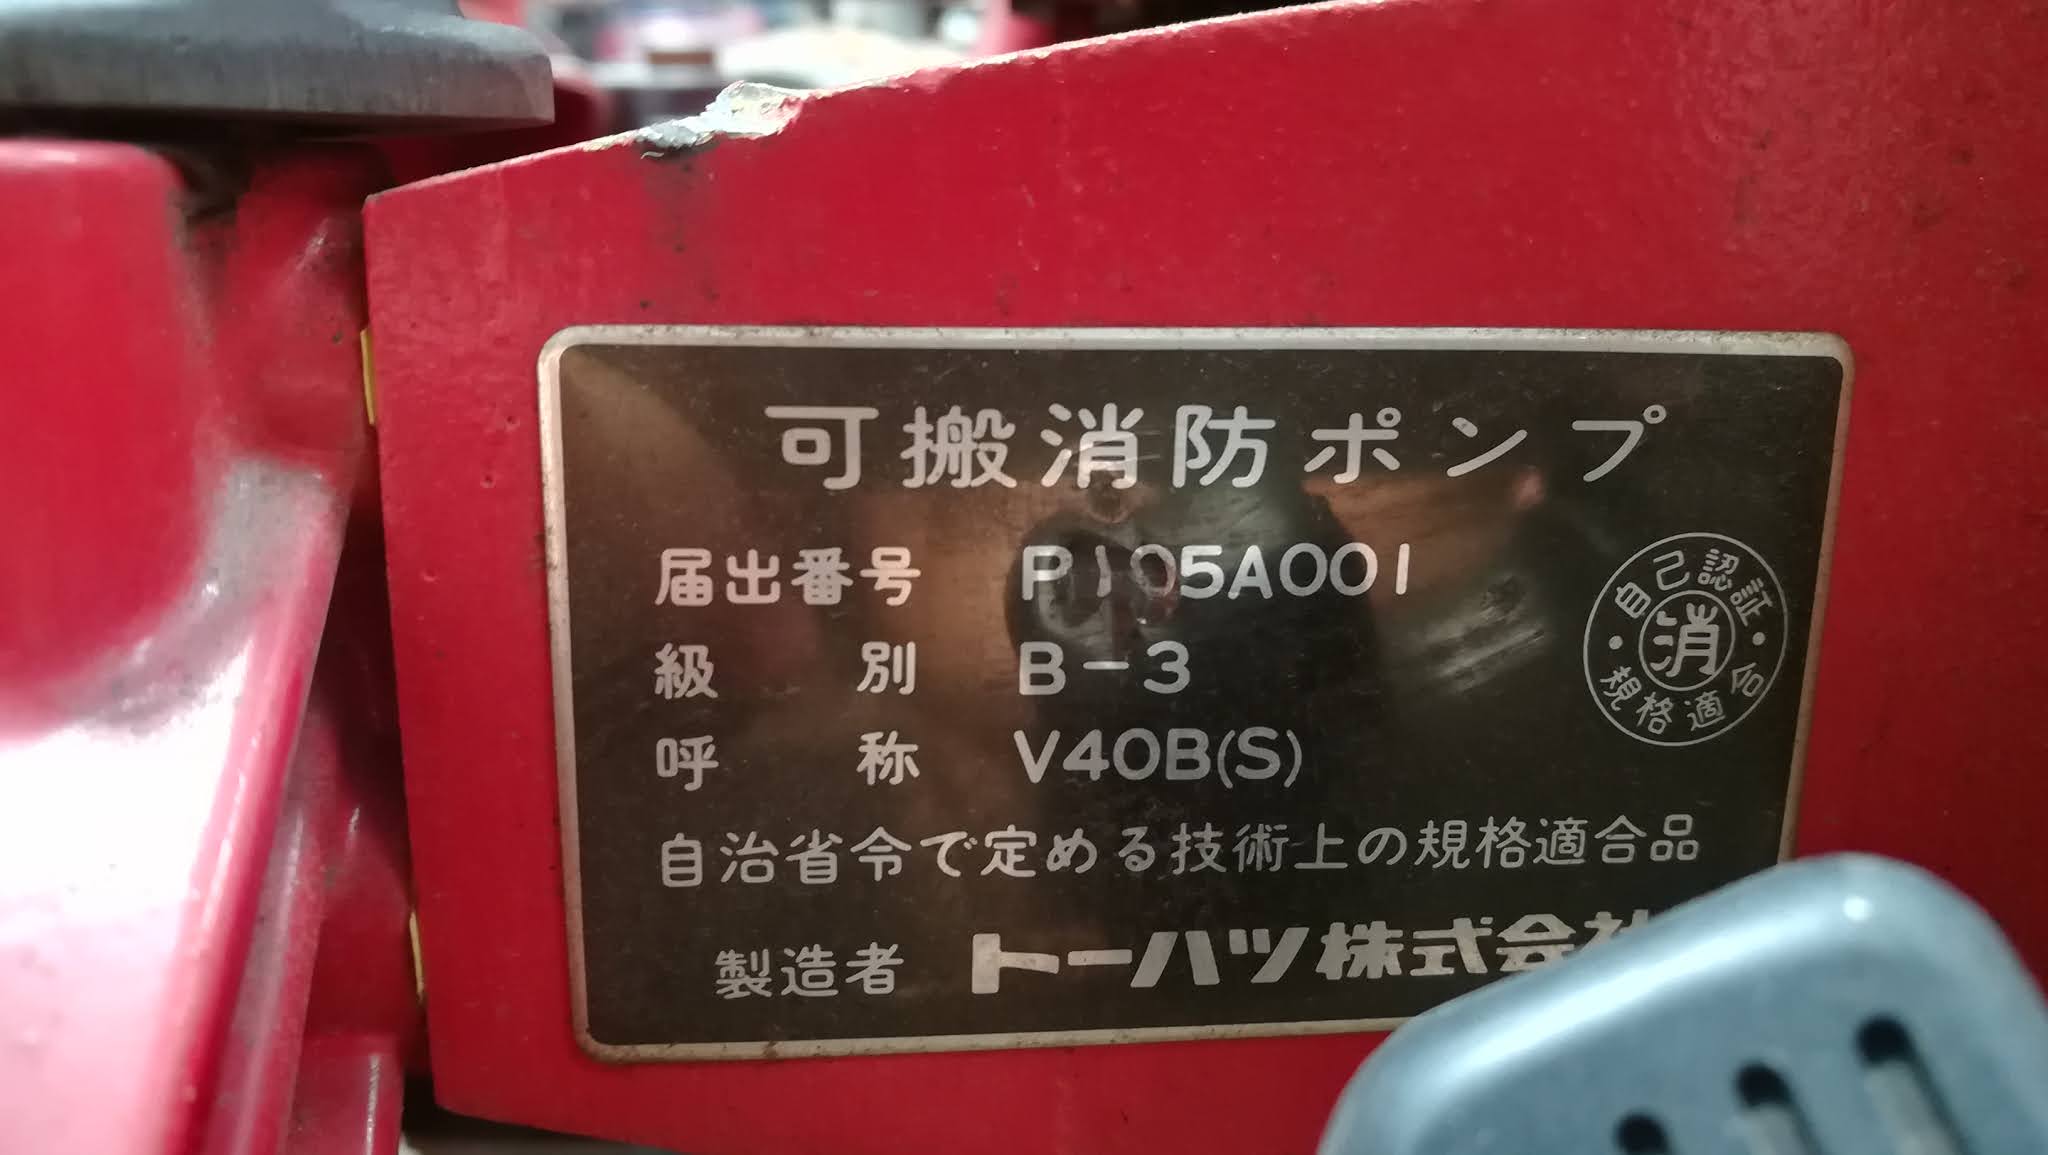 可搬消防ポンプ
届出番号 P105A001
級別 B-3
呼称 V40B(S)
自己認証
消
規格適合
自治省令で定める技術上の規格適合品
製造者 トーハツ株式会社